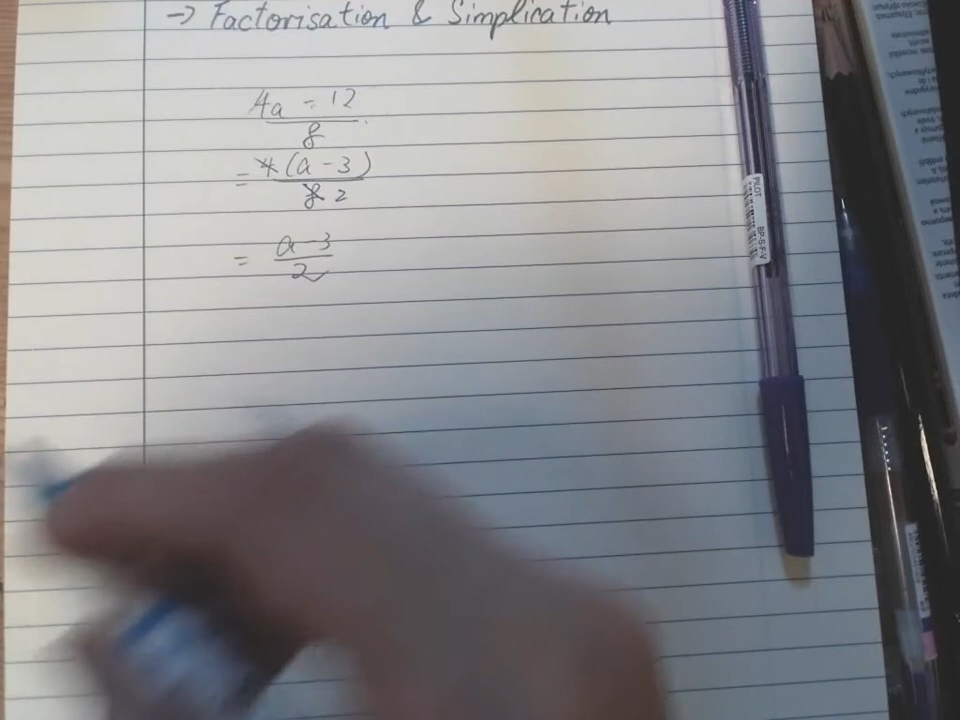 → Factorisation & Simplication
4a - 12
8
= 4 (a - 3)
8 2
= a - 3
2
PILOT BP-S-F-V